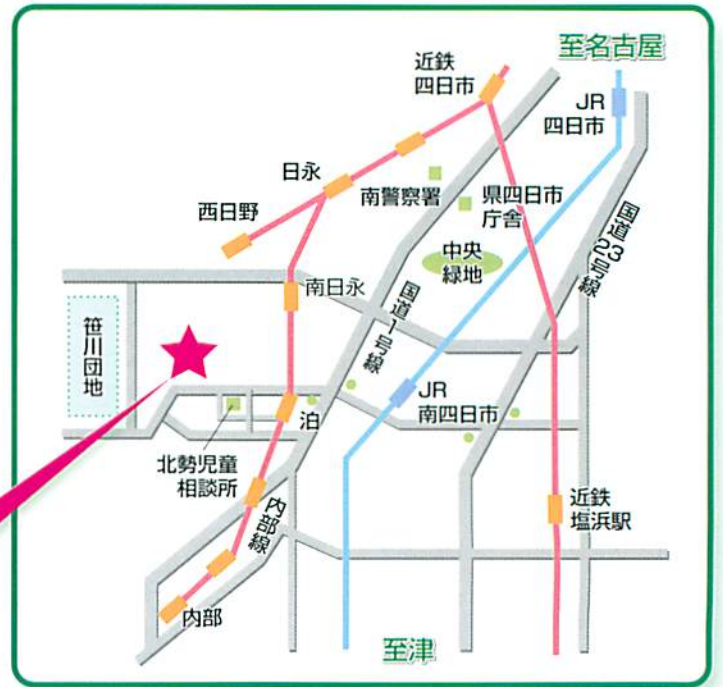 至名古屋
近鉄
四日市
JR
四日市
日永
南警察署
県四日市
庁舎
西日野
中央
緑地
国道23号線
南日永
国道1号線
笹川団地
JR
南四日市
泊
北勢児童
相談所
内部線
近鉄
塩浜駅
内部
至津